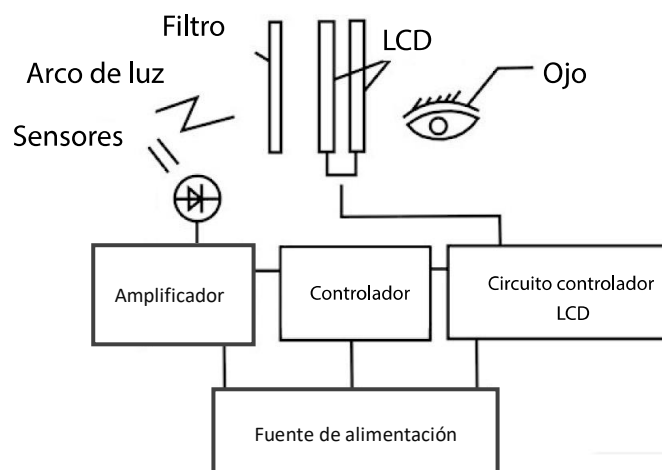 Filtro
LCD
Arco de luz
Ojo
Sensores
Amplificador
Controlador
Circuito controlador
LCD
Fuente de alimentación